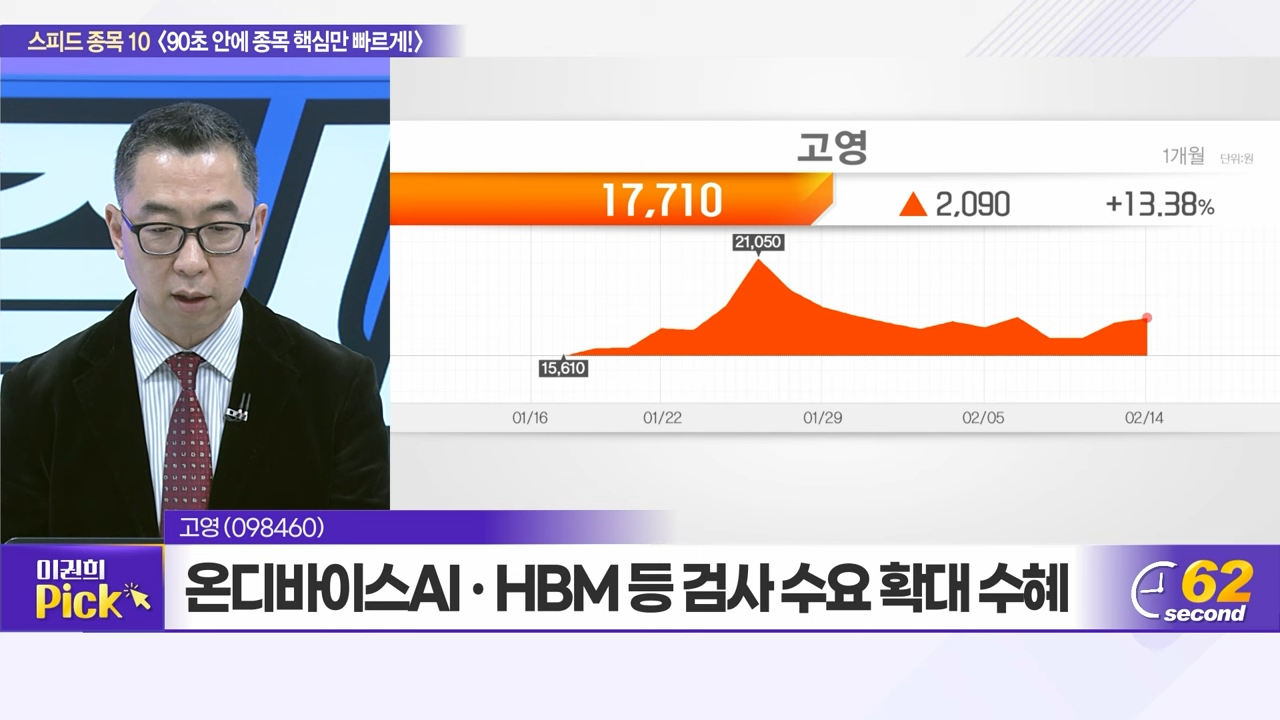 스피드 종목 10 〈90초 안에 종목 핵심만 빠르게!〉
고영
1개월 단위:원
17,710 ▲ 2,090 +13.38%
21,050
15,610
01/16 01/22 01/29 02/05 02/14
고영(098460)
이권희
Pick
온디바이스AI · HBM 등 검사 수요 확대 수혜
62
second